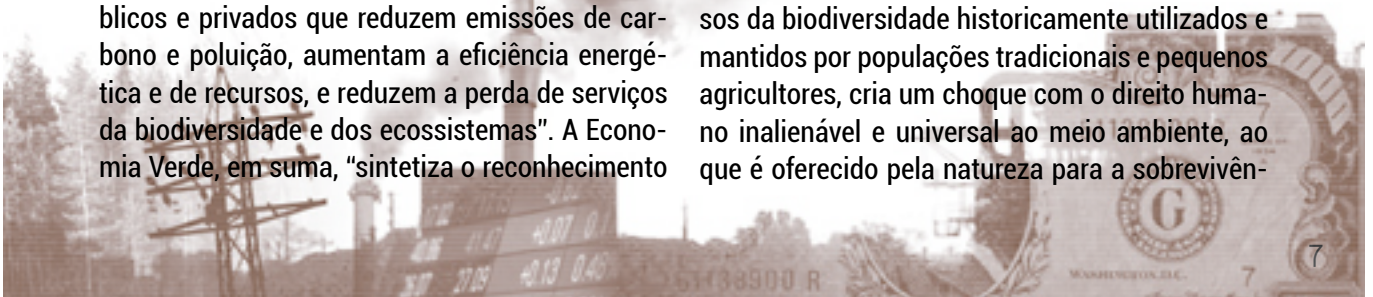 blicos e privados que reduzem emissões de car-
bono e poluição, aumentam a eficiência energé-
tica e de recursos, e reduzem a perda de serviços
da biodiversidade e dos ecossistemas”. A Econo-
mia Verde, em suma, “sintetiza o reconhecimento
sos da biodiversidade historicamente utilizados e
mantidos por populações tradicionais e pequenos
agricultores, cria um choque com o direito huma-
no inalienável e universal ao meio ambiente, ao
que é oferecido pela natureza para a sobrevivên-
G
WASHINGTON, D.C.
7
7